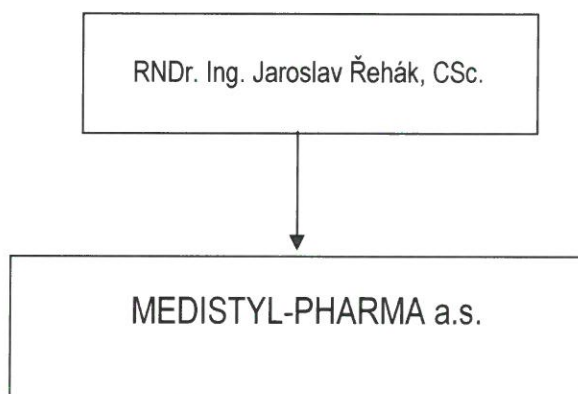 RNDr. Ing. Jaroslav Řehák, CSc.
MEDISTYL-PHARMA a.s.